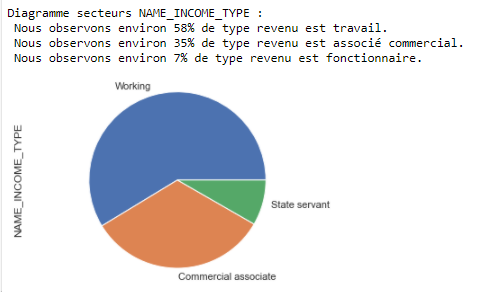 Diagramme secteurs NAME_INCOME_TYPE :
Nous observons environ 58% de type revenu est travail.
Nous observons environ 35% de type revenu est associé commercial.
Nous observons environ 7% de type revenu est fonctionnaire.
Working
NAME_INCOME_TYPE
State servant
Commercial associate